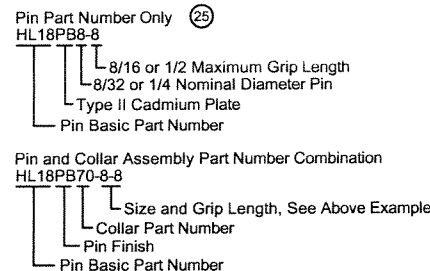 Pin Part Number Only 25
HL18PB8-8
8/16 or 1/2 Maximum Grip Length
8/32 or 1/4 Nominal Diameter Pin
Type II Cadmium Plate
Pin Basic Part Number
Pin and Collar Assembly Part Number Combination
HL18PB70-8-8
Size and Grip Length, See Above Example
Collar Part Number
Pin Finish
Pin Basic Part Number